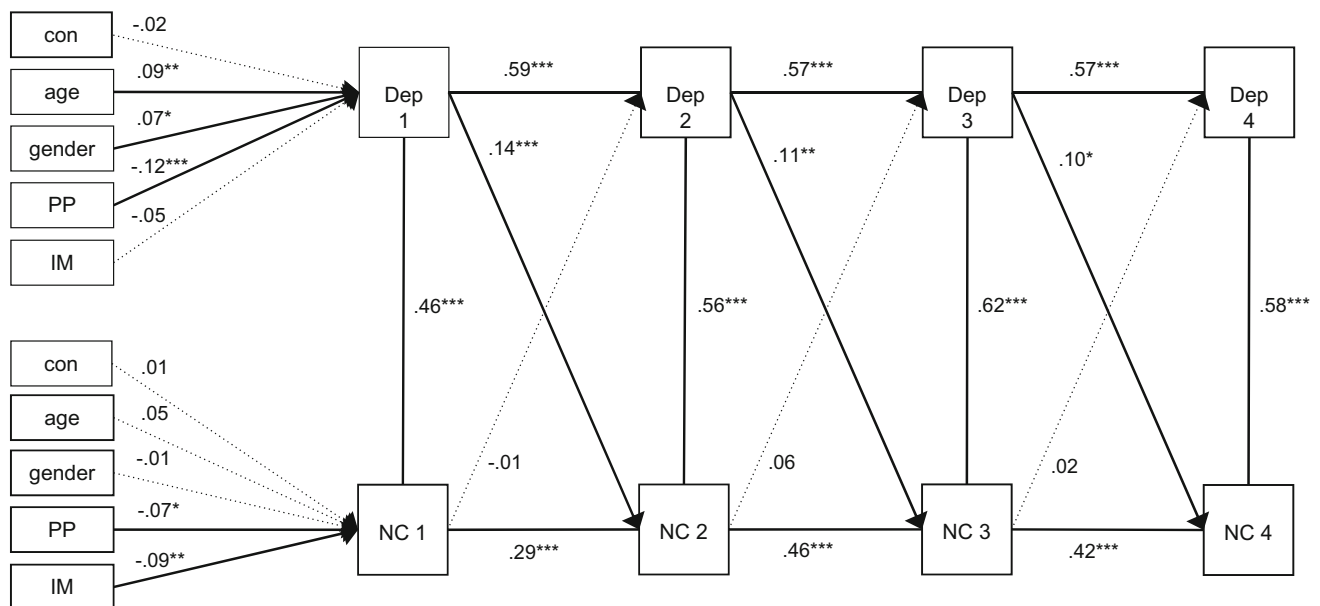 con
-.02
age
.09**
gender
.07*
PP
-.12***
IM
-.05
Dep
1
.59***
Dep
2
.57***
Dep
3
.57***
Dep
4
.14***
.11**
.10*
.46***
.56***
.62***
.58***
con
.01
age
.05
gender
-.01
PP
-.07*
IM
-.09**
-.01
.06
.02
NC 1
.29***
NC 2
.46***
NC 3
.42***
NC 4